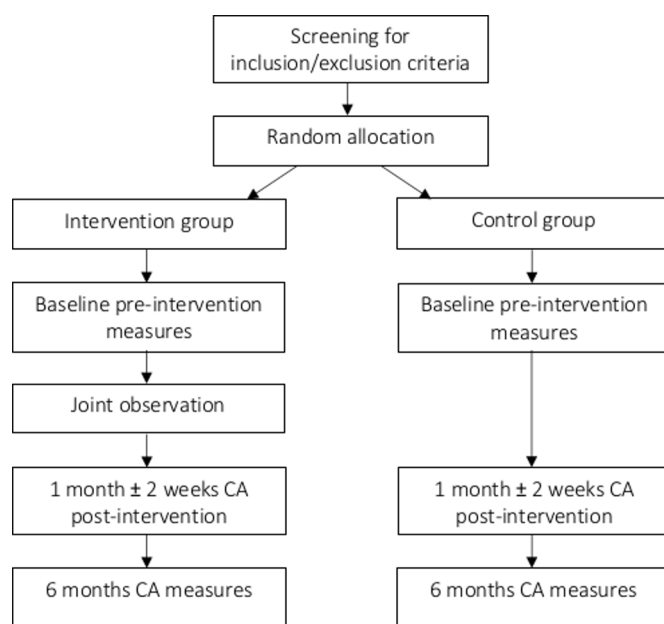 Screening for
inclusion/exclusion criteria
Random allocation
Intervention group
Control group
Baseline pre-intervention
measures
Baseline pre-intervention
measures
Joint observation
1 month ± 2 weeks CA
post-intervention
1 month ± 2 weeks CA
post-intervention
6 months CA measures
6 months CA measures